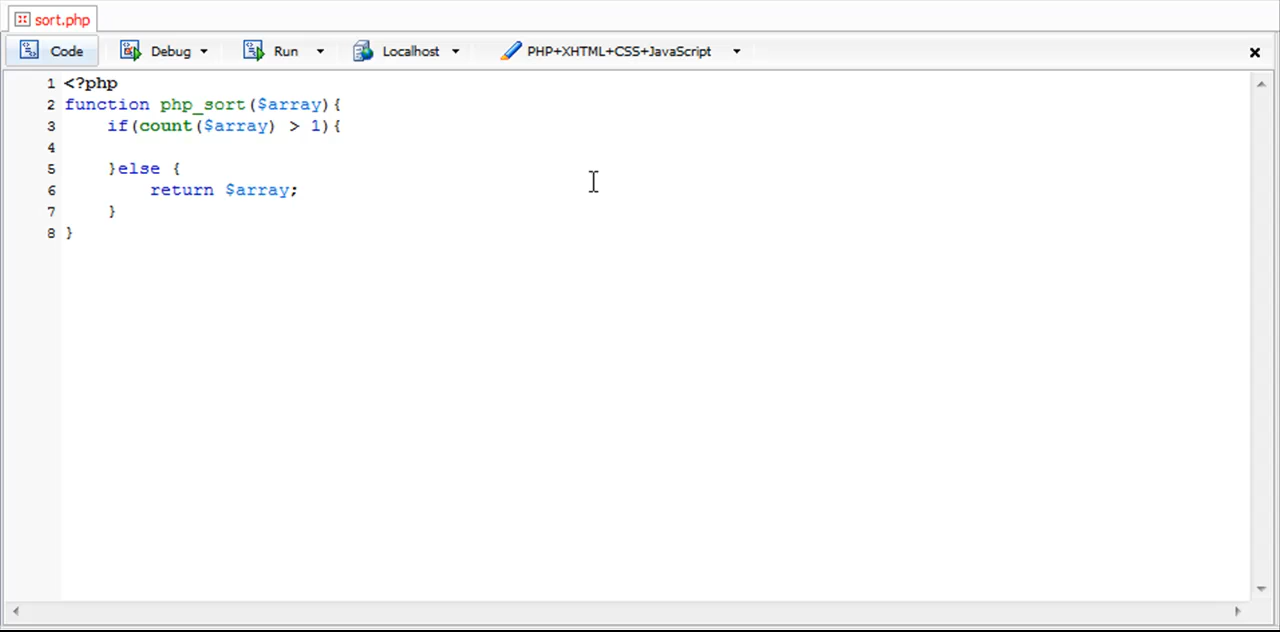 sort.php
Code Debug Run Localhost PHP+XHTML+CSS+JavaScript
1 <?php
2 function php_sort($array){
3     if(count($array) > 1){
4
5     }else {
6         return $array;
7     }
8 }